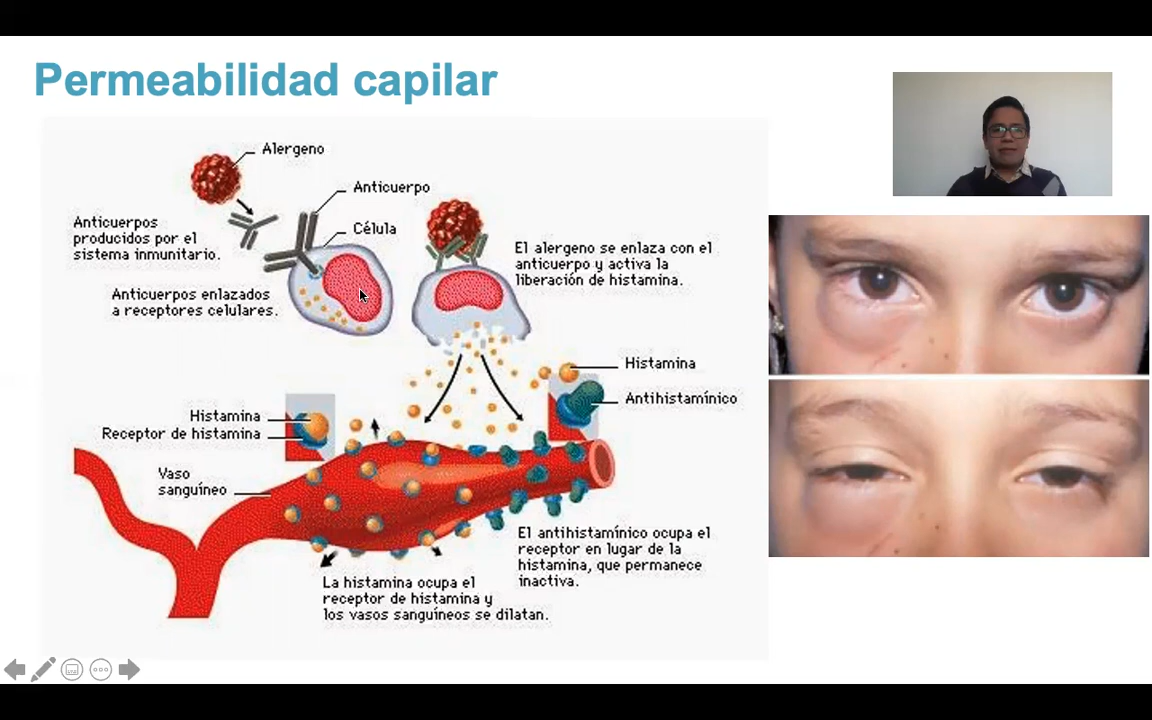 Permeabilidad capilar
Alergeno
Anticuerpo
Célula
Anticuerpos
producidos por el
sistema inmunitario.
Anticuerpos enlazados
a receptores celulares.
El alergeno se enlaza con el
anticuerpo y activa la
liberación de histamina.
Histamina
Antihistamínico
Histamina
Receptor de histamina
Vaso
sanguíneo
El antihistamínico ocupa el
receptor en lugar de la
histamina, que permanece
inactiva.
La histamina ocupa el
receptor de histamina y
los vasos sanguíneos se dilatan.